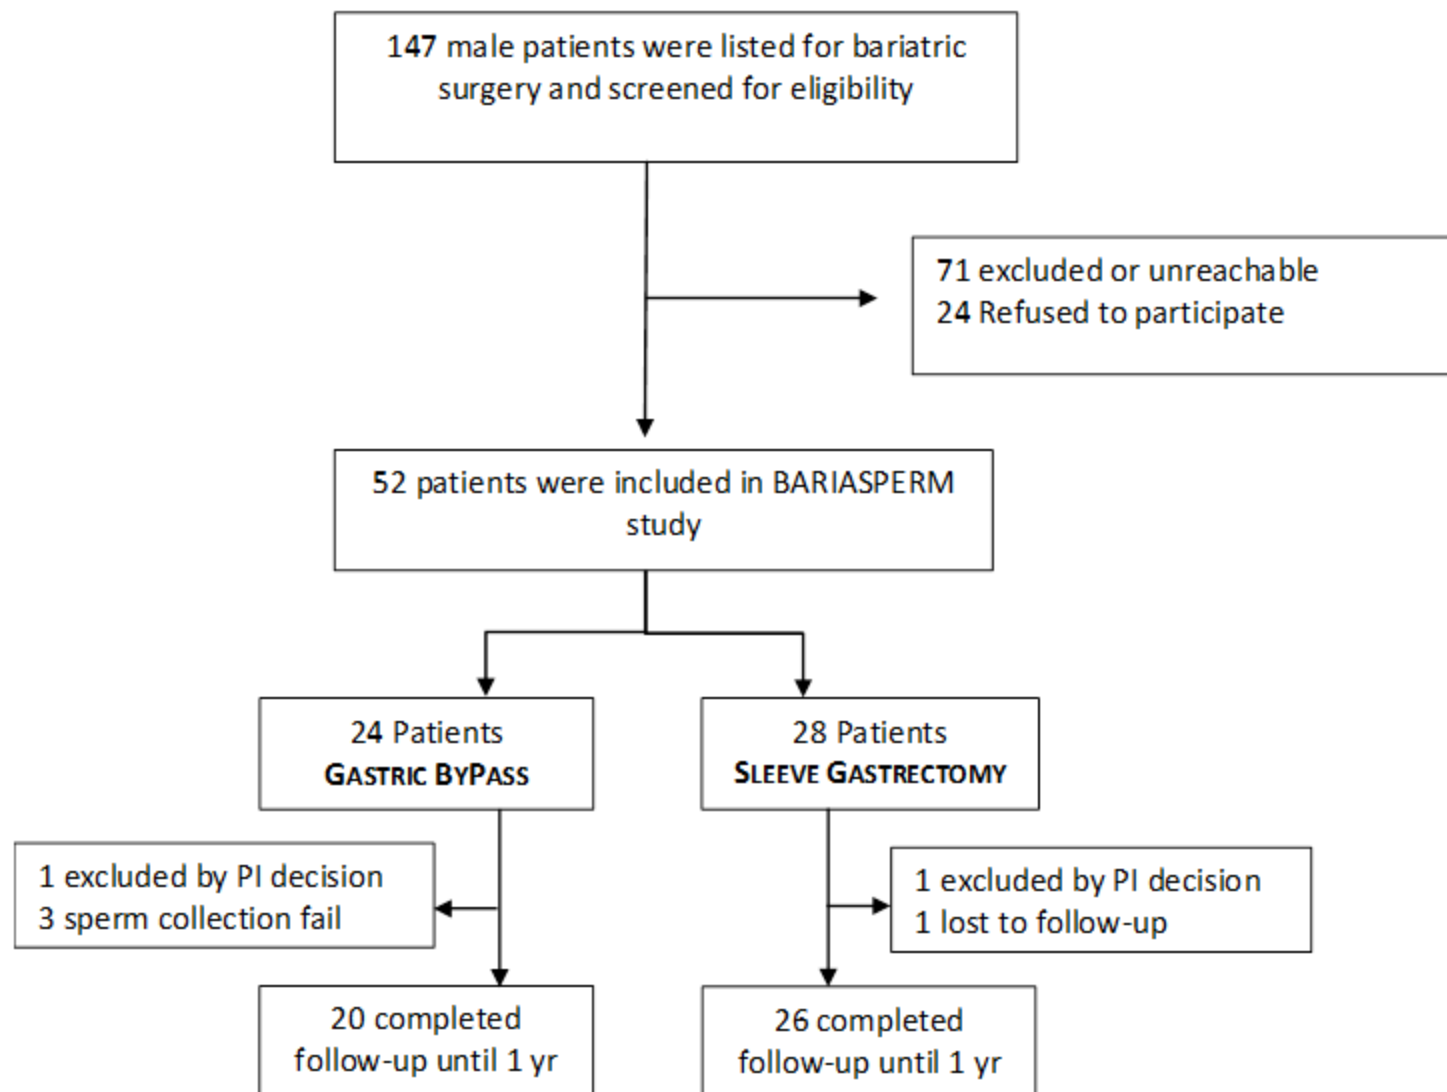 147 male patients were listed for bariatric
surgery and screened for eligibility
71 excluded or unreachable
24 Refused to participate
52 patients were included in BARIASPERM
study
24 Patients
GASTRIC BYPASS
28 Patients
SLEEVE GASTRECTOMY
1 excluded by PI decision
3 sperm collection fail
1 excluded by PI decision
1 lost to follow-up
20 completed
follow-up until 1 yr
26 completed
follow-up until 1 yr